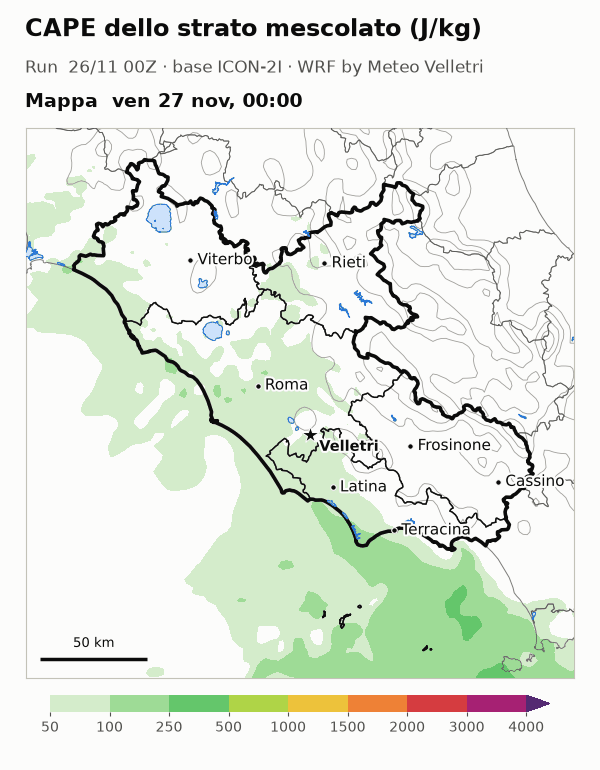 CAPE dello strato mescolato (J/kg)
Run  26/11 00Z · base ICON-2I · WRF by Meteo Velletri
Mappa  ven 27 nov, 00:00
Viterbo
Rieti
Roma
Velletri
Frosinone
Cassino
Latina
Terracina
50 km
50 100 250 500 1000 1500 2000 3000 4000